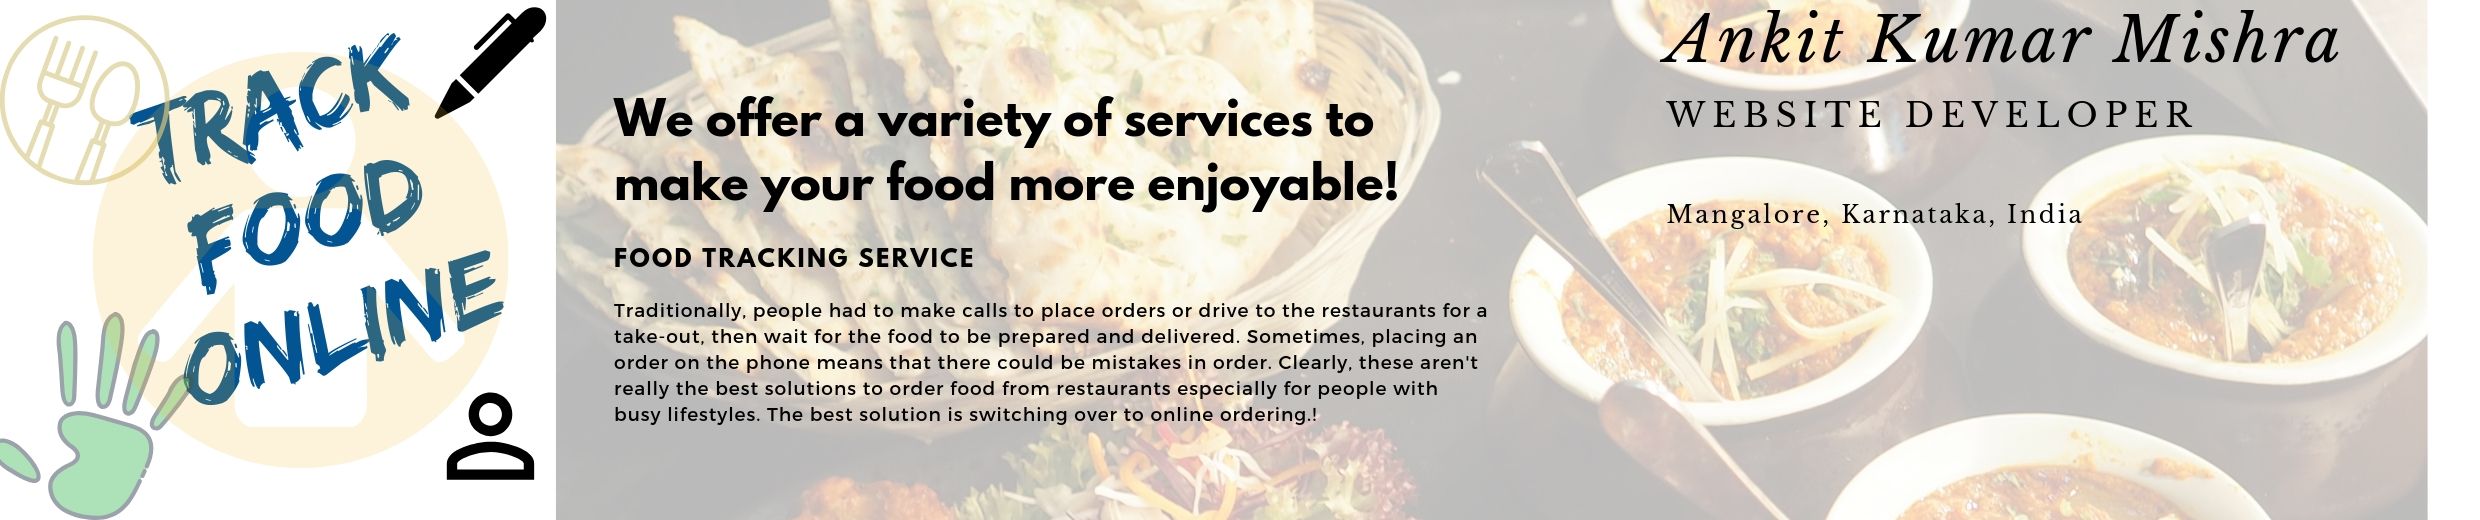 TRACK
FOOD
ONLINE
We offer a variety of services to
make your food more enjoyable!
FOOD TRACKING SERVICE
Traditionally, people had to make calls to place orders or drive to the restaurants for a
take-out, then wait for the food to be prepared and delivered. Sometimes, placing an
order on the phone means that there could be mistakes in order. Clearly, these aren't
really the best solutions to order food from restaurants especially for people with
busy lifestyles. The best solution is switching over to online ordering.!
Ankit Kumar Mishra
WEBSITE DEVELOPER
Mangalore, Karnataka, India